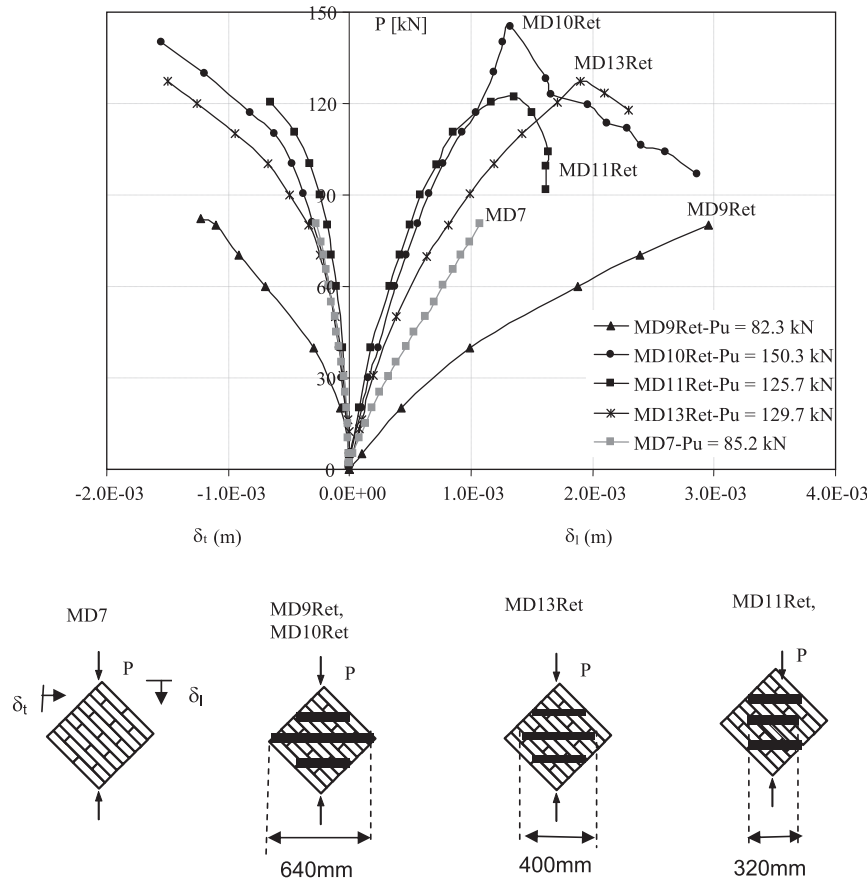 150
P [kN]
MD10Ret
MD13Ret
120
MD11Ret
90
MD7
MD9Ret
60
MD9Ret-Pu = 82.3 kN
MD10Ret-Pu = 150.3 kN
MD11Ret-Pu = 125.7 kN
30
MD13Ret-Pu = 129.7 kN
MD7-Pu = 85.2 kN
0
-2.0E-03 -1.0E-03 0.0E+00 1.0E-03 2.0E-03 3.0E-03 4.0E-03
δt (m) δl (m)
MD7
MD9Ret,
MD10Ret
MD13Ret
MD11Ret,
P P P P
δt δl
640mm 400mm 320mm